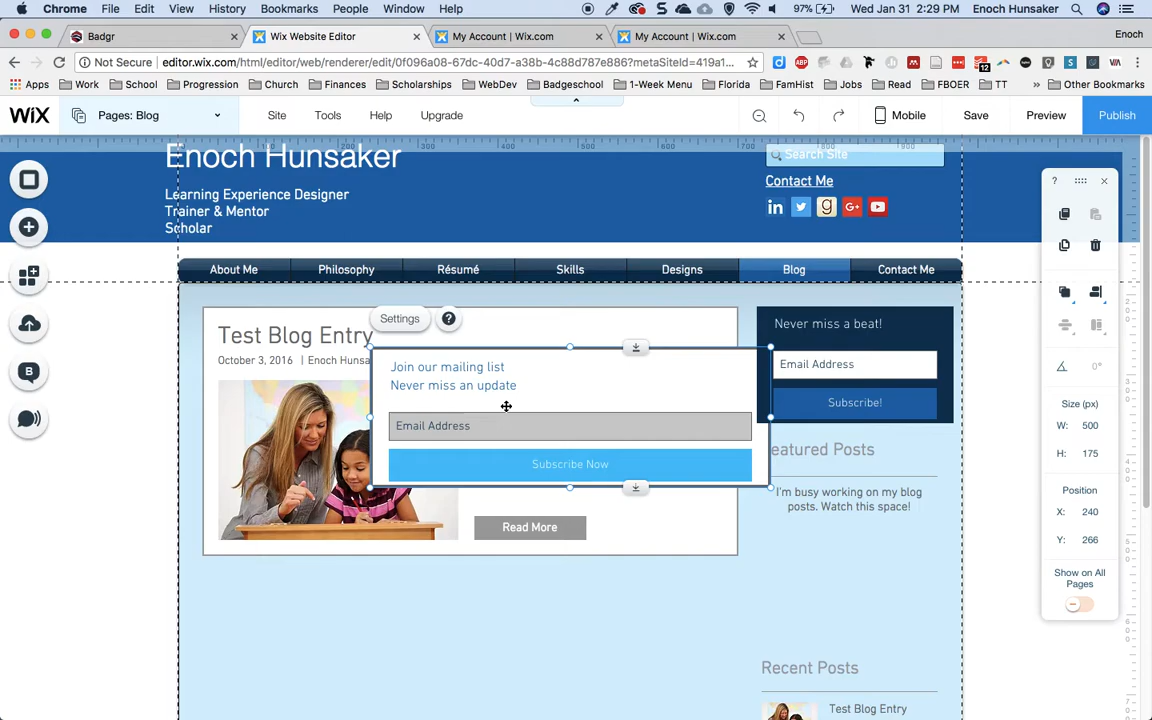 Chrome File Edit View History Bookmarks People Window Help 97% Wed Jan 31 2:29 PM Enoch Hunsaker
Badgr Wix Website Editor My Account | Wix.com My Account | Wix.com Enoch
Not Secure editor.wix.com/html/editor/web/renderer/edit/0f096a08-67dc-40d7-a38b-4c88d787e886?metaSiteId=419a1...
Apps Work School Progression Church Finances Scholarships WebDev Badgeschool 1-Week Menu Florida FamHist Jobs Read FBOER TT » Other Bookmarks
WiX Pages: Blog Site Tools Help Upgrade Mobile Save Preview Publish
Enoch Hunsaker
Search Site
Contact Me
Learning Experience Designer
Trainer & Mentor
Scholar
About Me Philosophy Résumé Skills Designs Blog Contact Me
Settings ?
Test Blog Entry
October 3, 2016 | Enoch Hunsa
Join our mailing list
Never miss an update
Email Address
Subscribe Now
Read More
Never miss a beat!
Email Address
Subscribe!
eatured Posts
I'm busy working on my blog
posts. Watch this space!
Recent Posts
Test Blog Entry
?
0°
Size (px)
W: 500
H: 175
Position
X: 240
Y: 266
Show on All
Pages